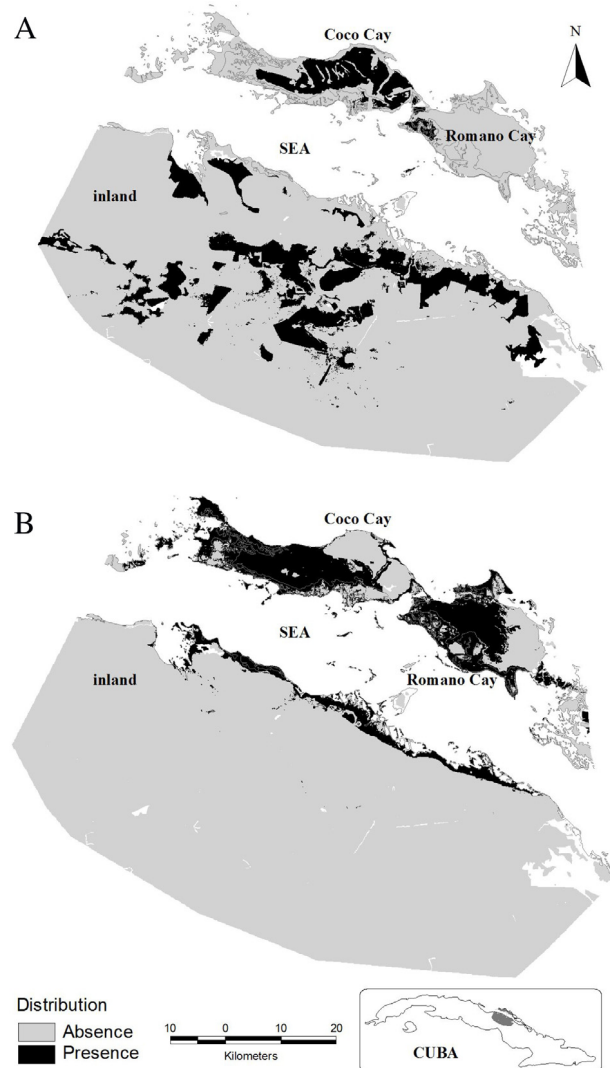 A
Coco Cay
N
SEA
Romano Cay
inland
B
Coco Cay
SEA
inland
Romano Cay
Distribution
Absence
Presence
10 0 10 20
Kilometers
CUBA